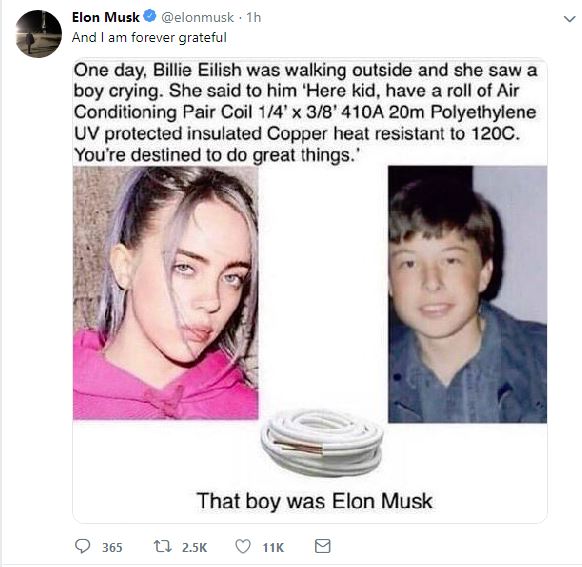 Elon Musk @elonmusk · 1h
And I am forever grateful
One day, Billie Eilish was walking outside and she saw a
boy crying. She said to him 'Here kid, have a roll of Air
Conditioning Pair Coil 1/4' x 3/8' 410A 20m Polyethylene
UV protected insulated Copper heat resistant to 120C.
You're destined to do great things.'
That boy was Elon Musk
365 2.5K 11K